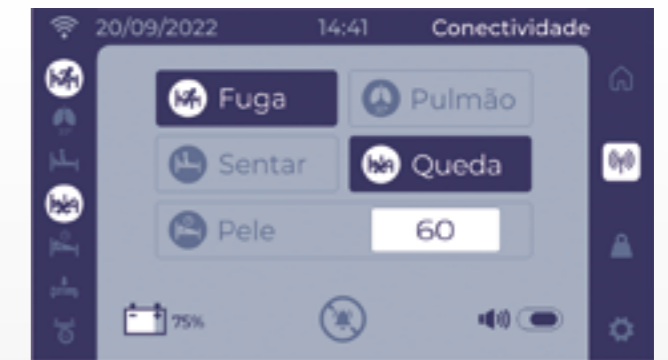 20/09/2022 14:41 Conectividade
Fuga Pulmão
Sentar Queda
Pele 60
75%